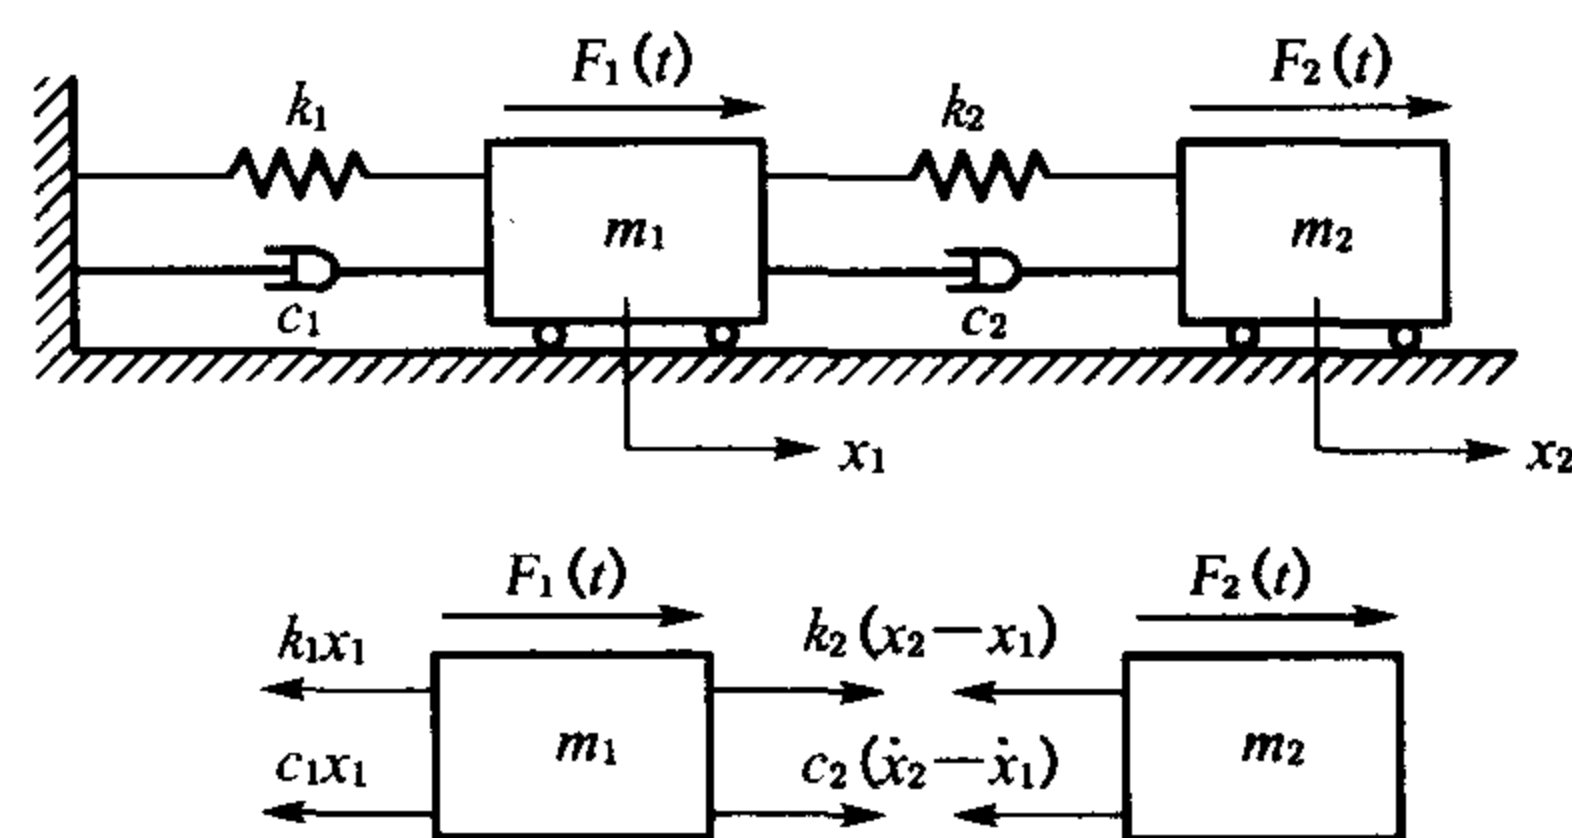 F₁(t) F₂(t)
k₁ k₂
m₁ m₂
c₁ c₂
x₁ x₂
F₁(t) F₂(t)
k₁x₁ k₂(x₂−x₁)
m₁ m₂
c₁x₁ c₂(ẋ₂−ẋ₁)